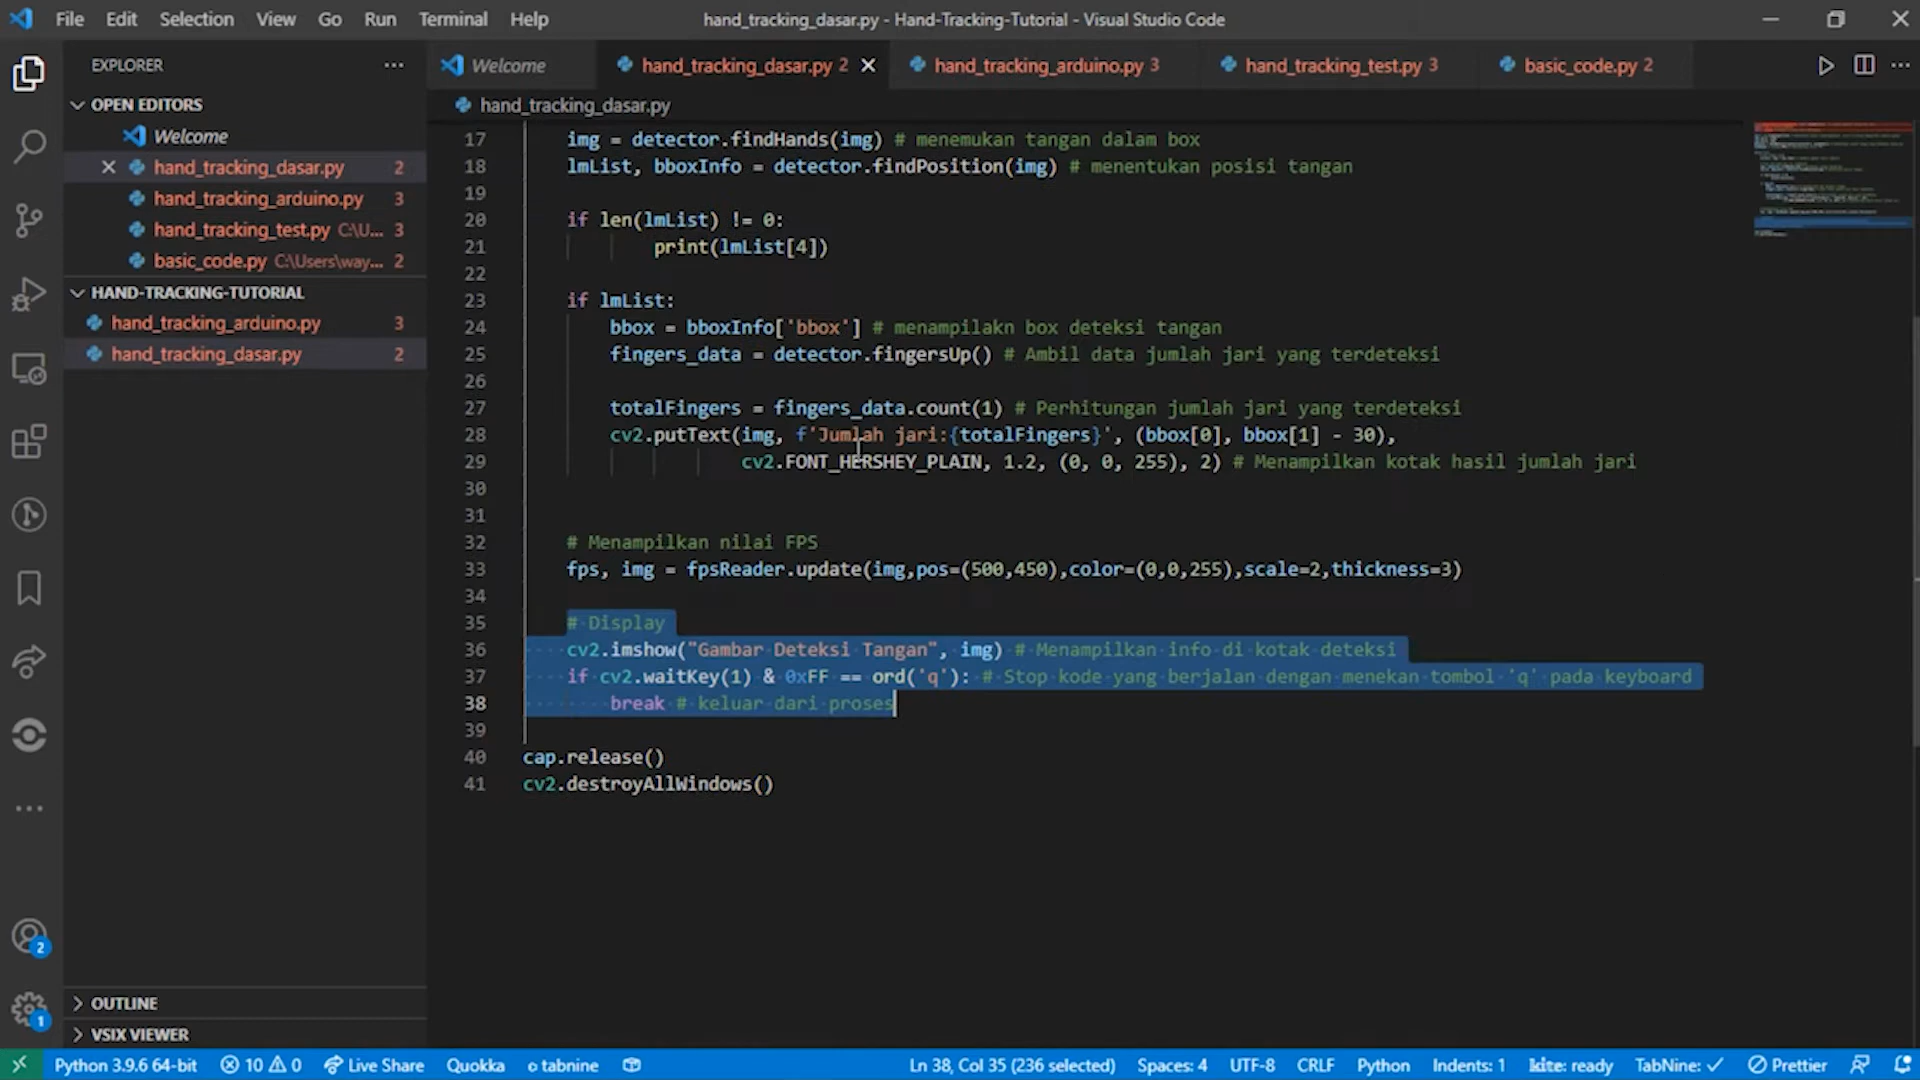 File Edit Selection View Go Run Terminal Help hand_tracking_dasar.py - Hand-Tracking-Tutorial - Visual Studio Code
EXPLORER
OPEN EDITORS
Welcome
hand_tracking_dasar.py 2
hand_tracking_arduino.py 3
hand_tracking_test.py C:\U... 3
basic_code.py C:\Users\way... 2
HAND-TRACKING-TUTORIAL
hand_tracking_arduino.py 3
hand_tracking_dasar.py 2
OUTLINE
VSIX VIEWER
2
1
Welcome hand_tracking_dasar.py 2 hand_tracking_arduino.py 3 hand_tracking_test.py 3 basic_code.py 2
hand_tracking_dasar.py
17 img = detector.findHands(img) # menemukan tangan dalam box
18 lmList, bboxInfo = detector.findPosition(img) # menentukan posisi tangan
19
20 if len(lmList) != 0:
21 print(lmList[4])
22
23 if lmList:
24 bbox = bboxInfo['bbox'] # menampilakn box deteksi tangan
25 fingers_data = detector.fingersUp() # Ambil data jumlah jari yang terdeteksi
26
27 totalFingers = fingers_data.count(1) # Perhitungan jumlah jari yang terdeteksi
28 cv2.putText(img, f'Jumlah jari:{totalFingers}', (bbox[0], bbox[1] - 30),
29 cv2.FONT_HERSHEY_PLAIN, 1.2, (0, 0, 255), 2) # Menampilkan kotak hasil jumlah jari
30
31
32 # Menampilkan nilai FPS
33 fps, img = fpsReader.update(img,pos=(500,450),color=(0,0,255),scale=2,thickness=3)
34
35 # Display
36 cv2.imshow("Gambar Deteksi Tangan", img) # Menampilkan info di kotak deteksi
37 if cv2.waitKey(1) & 0xFF == ord('q'): # Stop kode yang berjalan dengan menekan tombol 'q' pada keyboard
38 break # keluar dari proses
39
40 cap.release()
41 cv2.destroyAllWindows()
Python 3.9.6 64-bit 10 0 Live Share Quokka tabnine Ln 38, Col 35 (236 selected) Spaces: 4 UTF-8 CRLF Python Indents: 1 kite: ready TabNine: ✓ Prettier